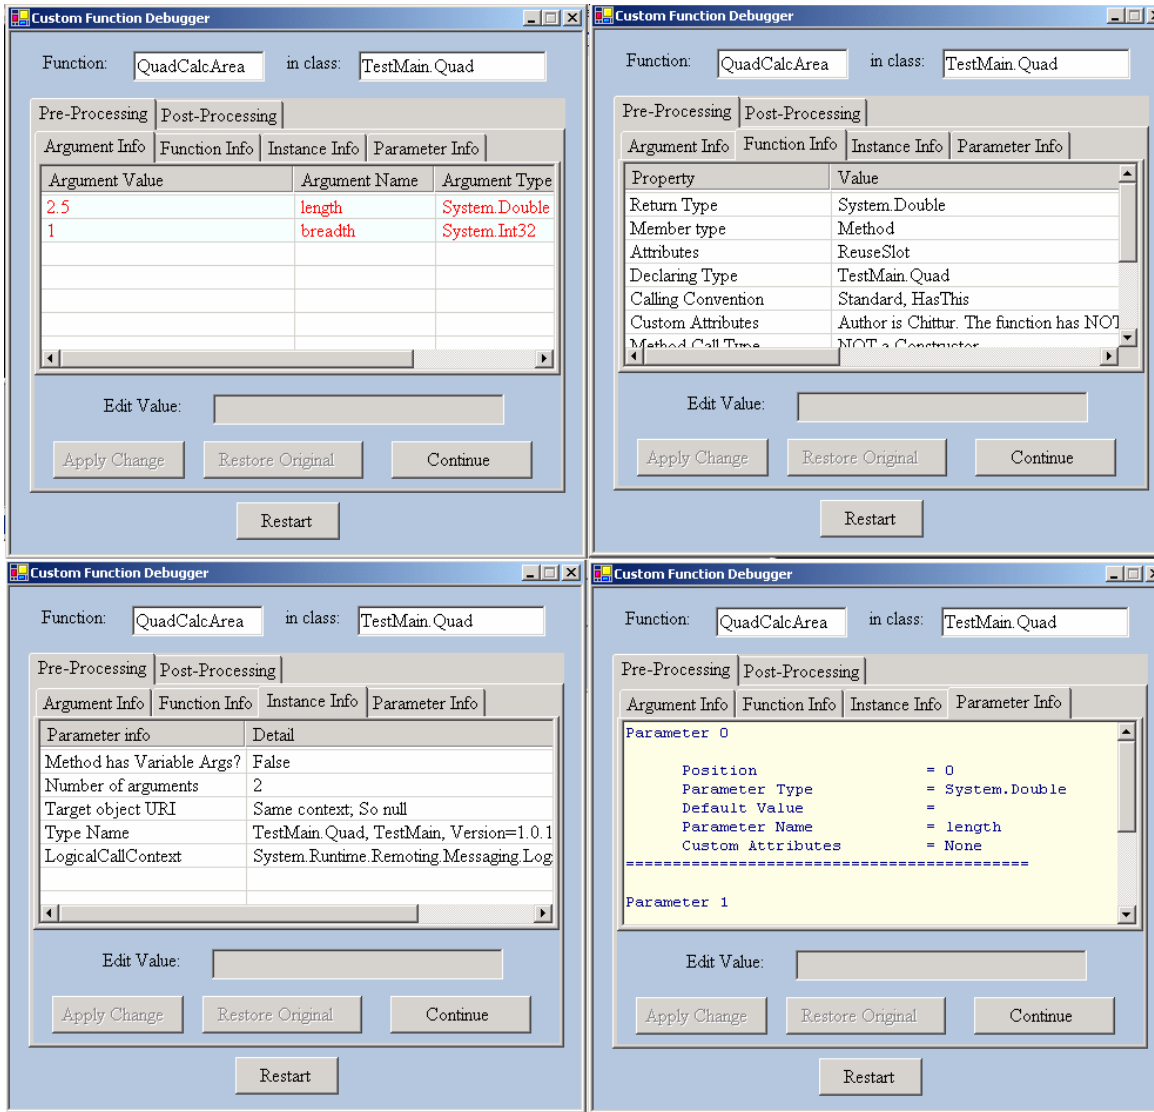 Custom Function Debugger
Function: QuadCalcArea in class: TestMain.Quad
Pre-Processing Post-Processing
Argument Info Function Info Instance Info Parameter Info
Argument Value Argument Name Argument Type
2.5 length System.Double
1 breadth System.Int32
Edit Value:
Apply Change Restore Original Continue
Restart
Custom Function Debugger
Function: QuadCalcArea in class: TestMain.Quad
Pre-Processing Post-Processing
Argument Info Function Info Instance Info Parameter Info
Property Value
Return Type System.Double
Member type Method
Attributes ReuseSlot
Declaring Type TestMain.Quad
Calling Convention Standard, HasThis
Custom Attributes Author is Chittur. The function has NOT
Method Call Type NOT a Constructor
Edit Value:
Apply Change Restore Original Continue
Restart
Custom Function Debugger
Function: QuadCalcArea in class: TestMain.Quad
Pre-Processing Post-Processing
Argument Info Function Info Instance Info Parameter Info
Parameter info Detail
Method has Variable Args? False
Number of arguments 2
Target object URI Same context; So null
Type Name TestMain.Quad, TestMain, Version=1.0.1
LogicalCallContext System.Runtime.Remoting.Messaging.Log
Edit Value:
Apply Change Restore Original Continue
Restart
Custom Function Debugger
Function: QuadCalcArea in class: TestMain.Quad
Pre-Processing Post-Processing
Argument Info Function Info Instance Info Parameter Info
Parameter 0
Position = 0
Parameter Type = System.Double
Default Value =
Parameter Name = length
Custom Attributes = None
===========================================
Parameter 1
Edit Value:
Apply Change Restore Original Continue
Restart